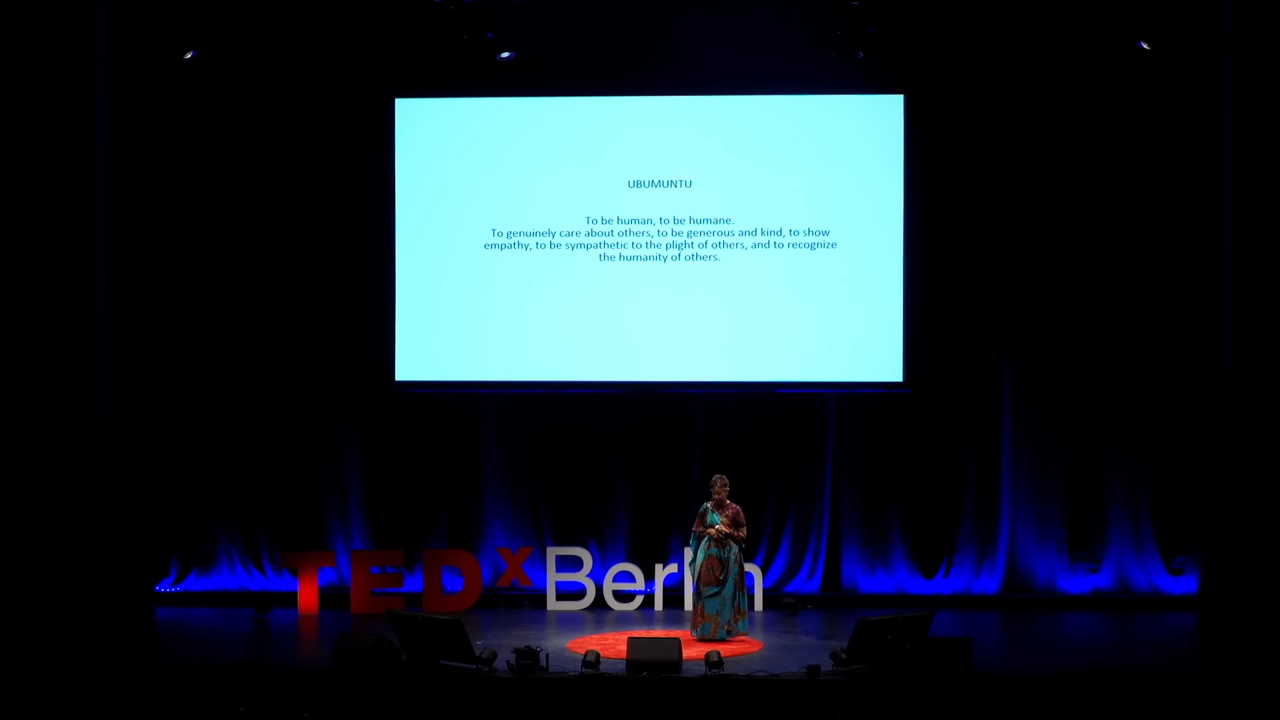 UBUMUNTU
To be human, to be humane.
To genuinely care about others, to be generous and kind, to show
empathy, to be sympathetic to the plight of others, and to recognize
the humanity of others.
TEDxBerlin